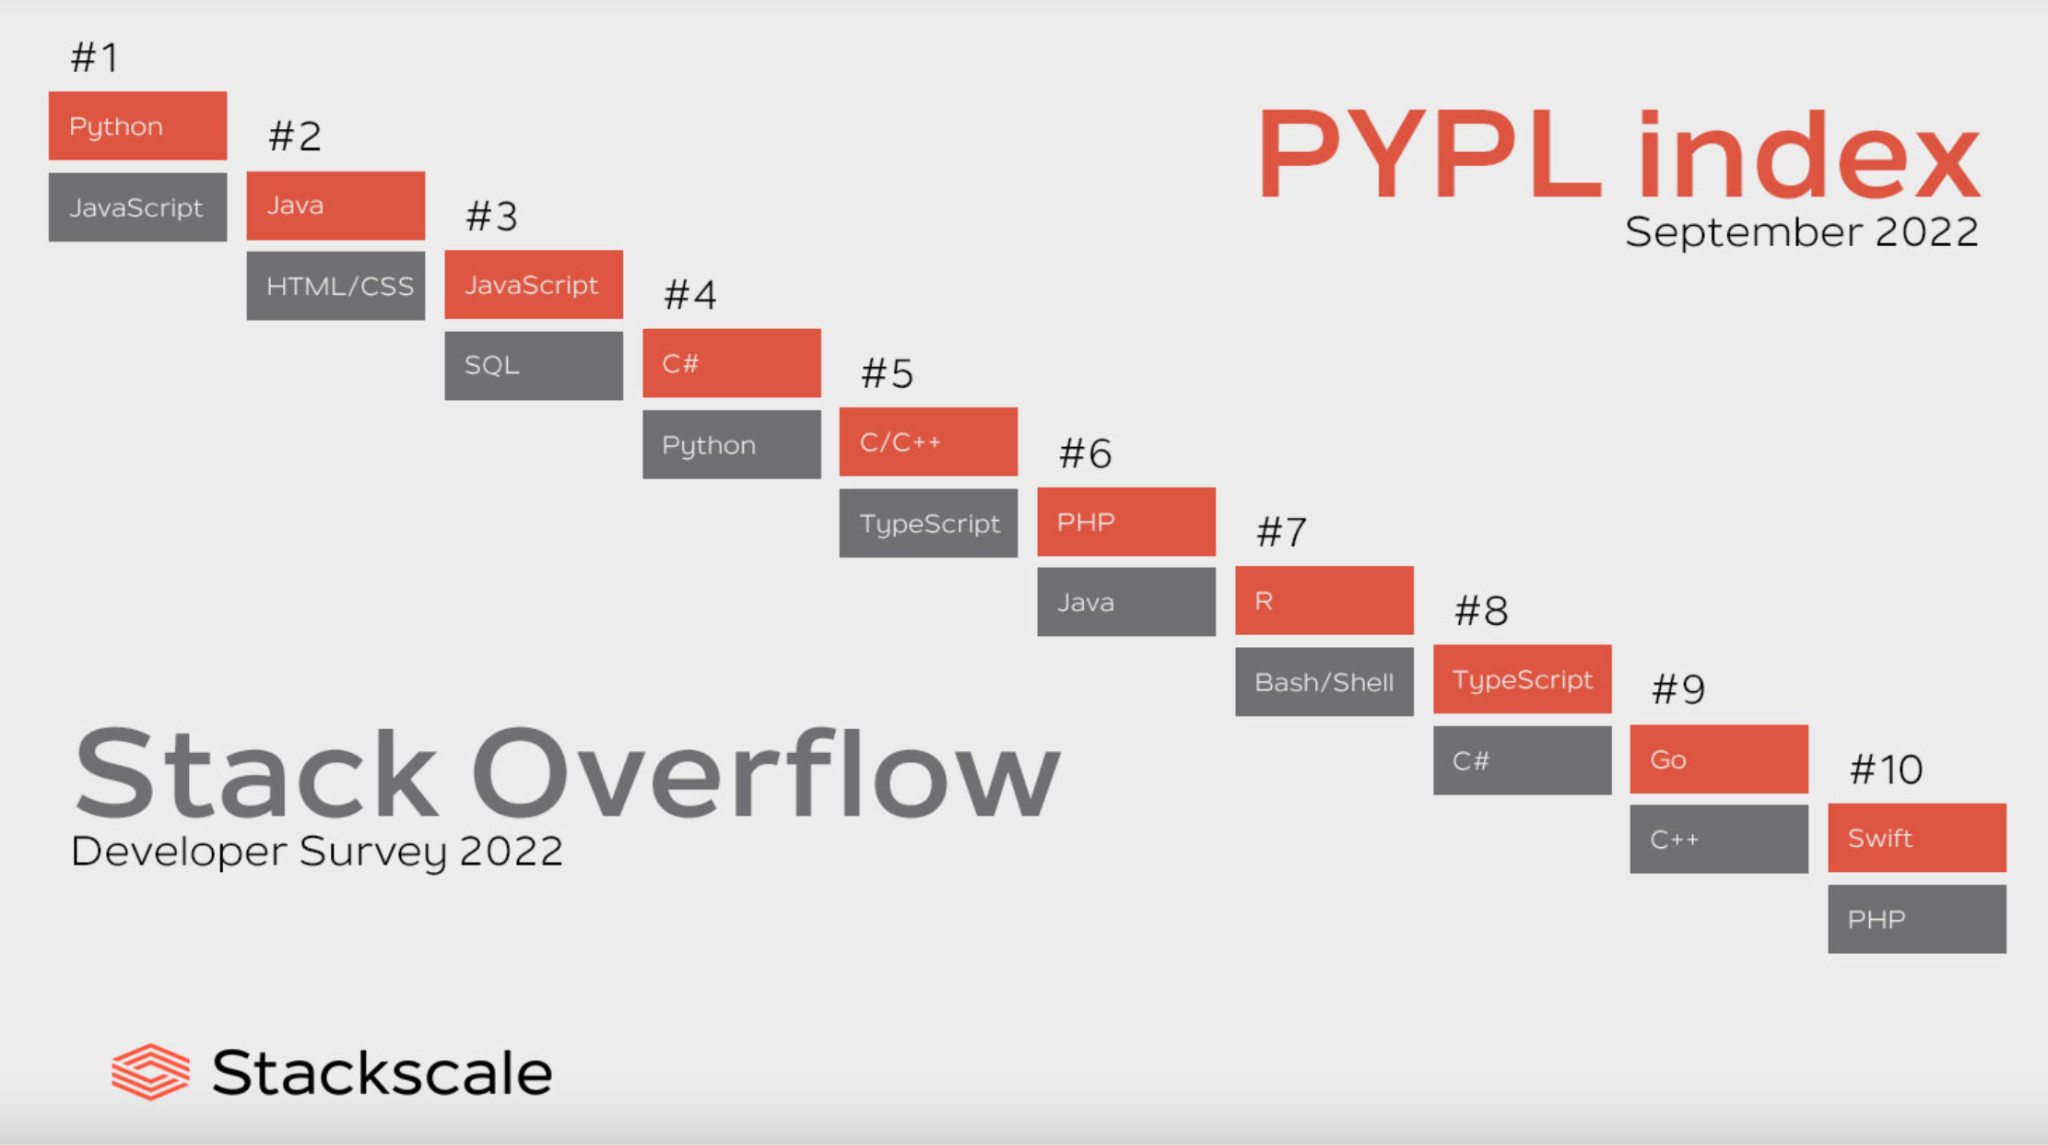 #1
Python
JavaScript
#2
Java
HTML/CSS
#3
JavaScript
SQL
#4
C#
Python
#5
C/C++
TypeScript
#6
PHP
Java
#7
R
Bash/Shell
#8
TypeScript
C#
#9
Go
C++
#10
Swift
PHP
PYPL index
September 2022
Stack Overflow
Developer Survey 2022
Stackscale